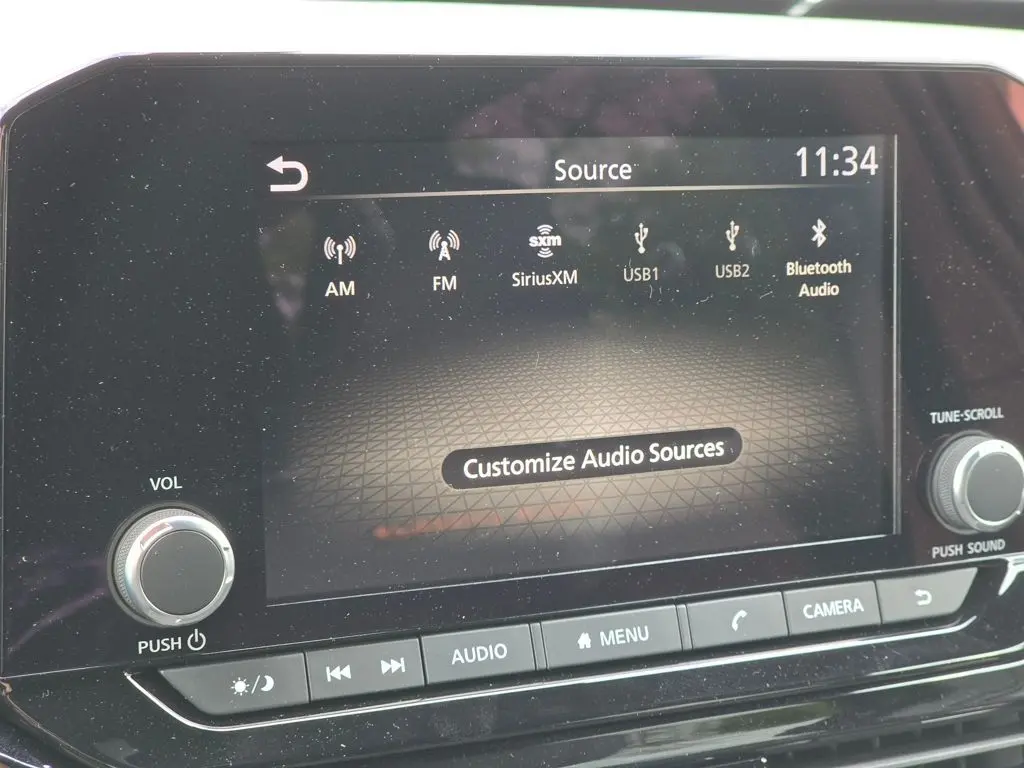 Source
11:34
sxm
AM
FM
SiriusXM
USB1
USB2
Bluetooth
Audio
Customize Audio Sources
TUNE·SCROLL
VOL
PUSH SOUND
PUSH
AUDIO
MENU
CAMERA